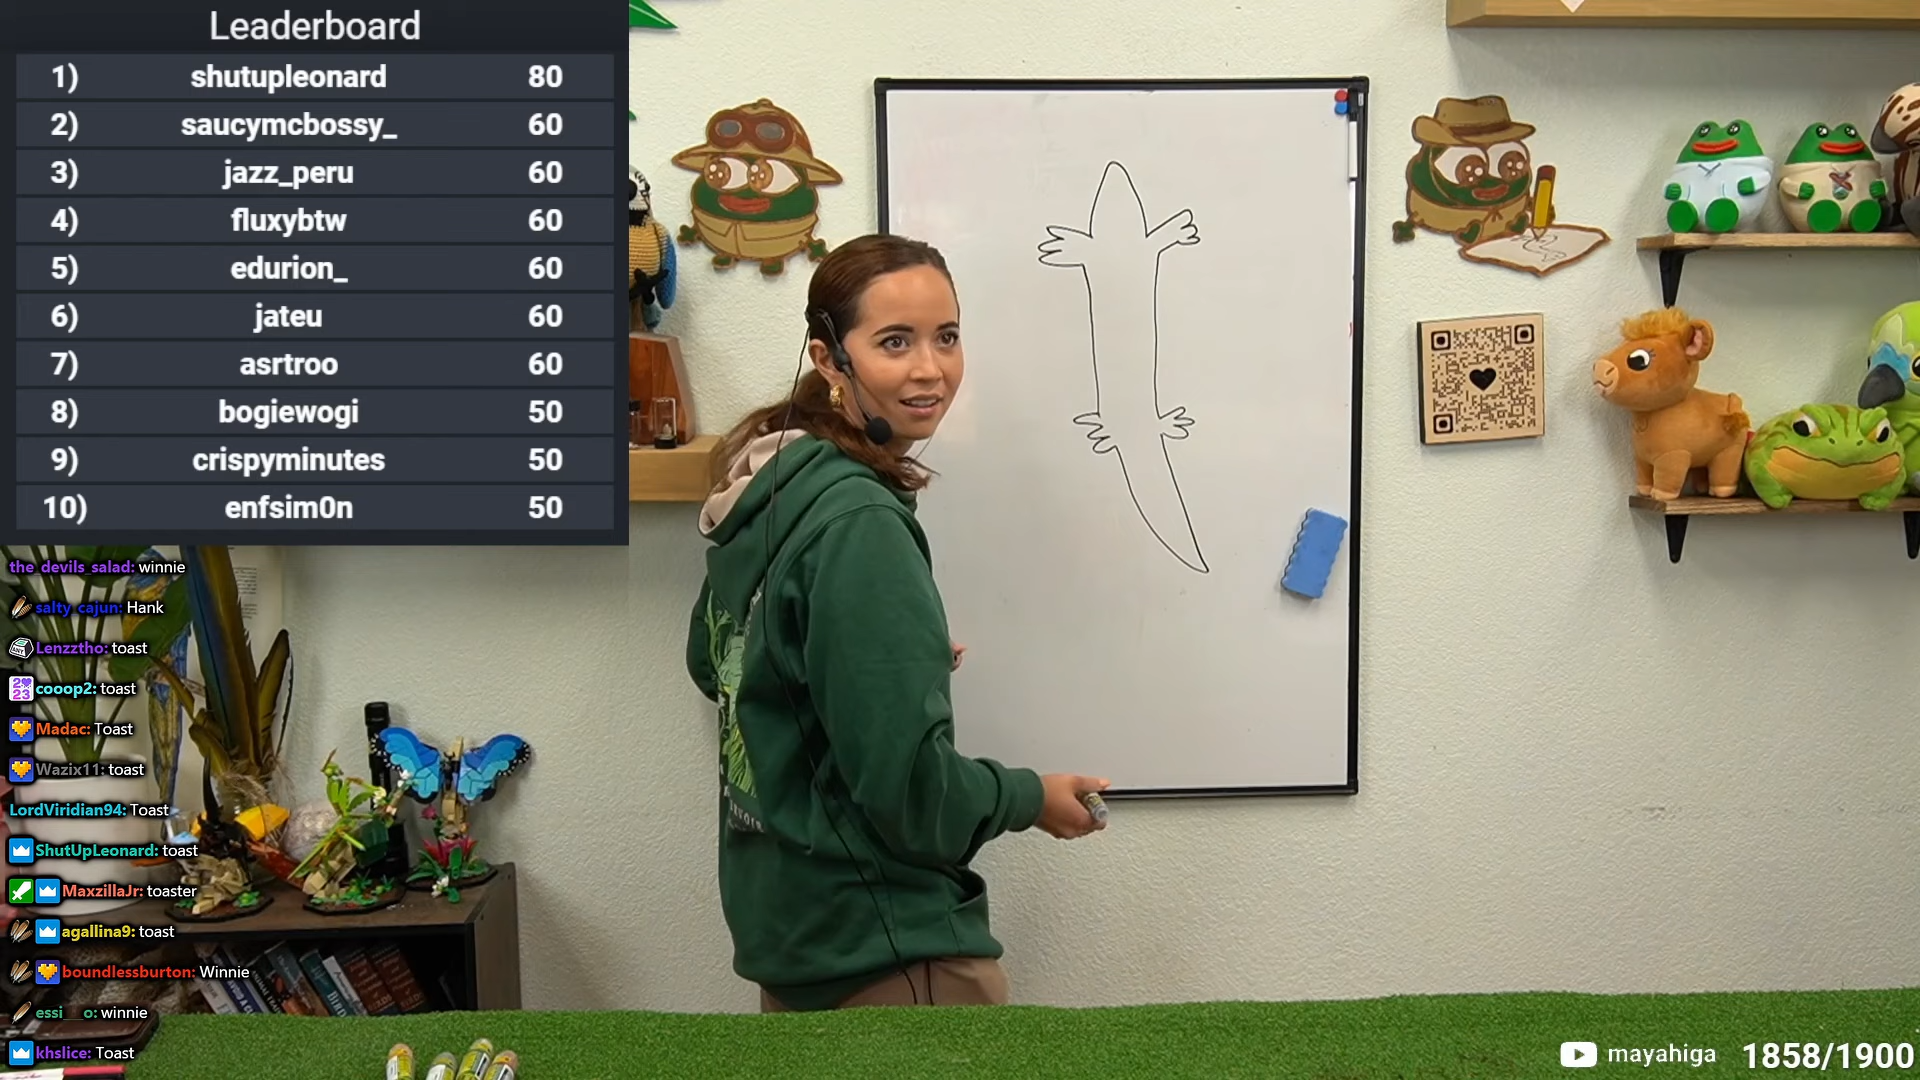 Leaderboard
1) shutupleonard 80
2) saucymcbossy_ 60
3) jazz_peru 60
4) fluxybtw 60
5) edurion_ 60
6) jateu 60
7) asrtroo 60
8) bogiewogi 50
9) crispyminutes 50
10) enfsim0n 50
the_devils_salad: winnie
salty_cajun: Hank
Lenzztho: toast
cooop2: toast
Madac: Toast
Wazix11: toast
LordViridian94: Toast
ShutUpLeonard: toast
MaxzillaJr: toaster
agallina9: toast
boundlessburton: Winnie
essi__o: winnie
khslice: Toast
mayahiga 1858/1900